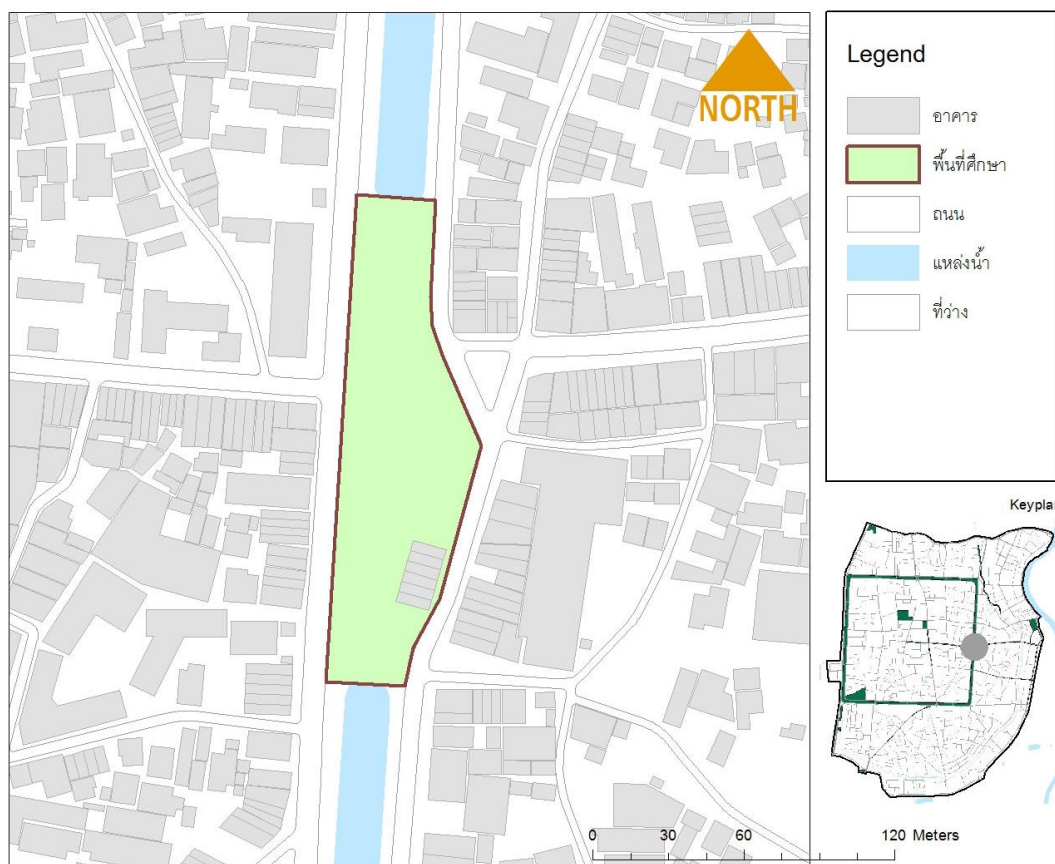 NORTH
Legend
อาคาร
พื้นที่ศึกษา
ถนน
แหล่งน้ำ
ที่ว่าง
Keypla
0 30 60 120 Meters